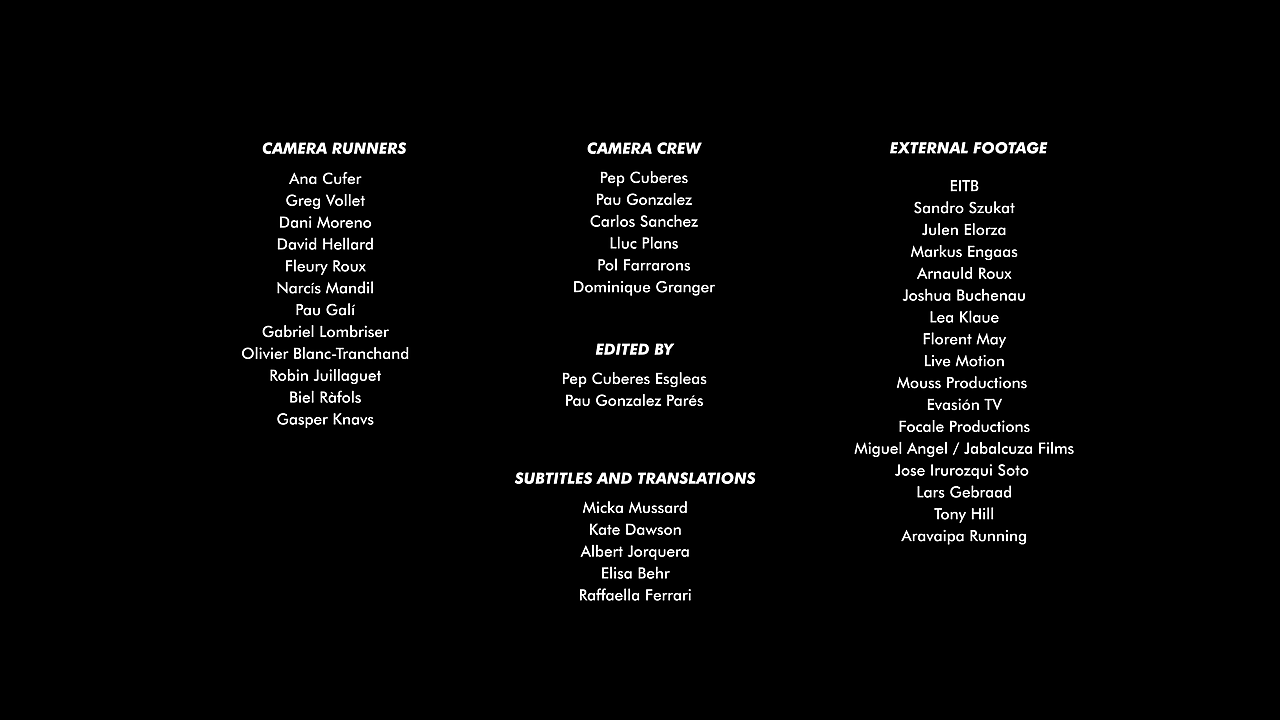 CAMERA RUNNERS
Ana Cufer
Greg Vollet
Dani Moreno
David Hellard
Fleury Roux
Narcís Mandil
Pau Galí
Gabriel Lombriser
Olivier Blanc-Tranchand
Robin Juillaguet
Biel Ràfols
Gasper Knavs
CAMERA CREW
Pep Cuberes
Pau Gonzalez
Carlos Sanchez
Lluc Plans
Pol Farrarons
Dominique Granger
EDITED BY
Pep Cuberes Esgleas
Pau Gonzalez Parés
SUBTITLES AND TRANSLATIONS
Micka Mussard
Kate Dawson
Albert Jorquera
Elisa Behr
Raffaella Ferrari
EXTERNAL FOOTAGE
EITB
Sandro Szukat
Julen Elorza
Markus Engaas
Arnauld Roux
Joshua Buchenau
Lea Klaue
Florent May
Live Motion
Mouss Productions
Evasión TV
Focale Productions
Miguel Angel / Jabalcuza Films
Jose Irurozqui Soto
Lars Gebraad
Tony Hill
Aravaipa Running